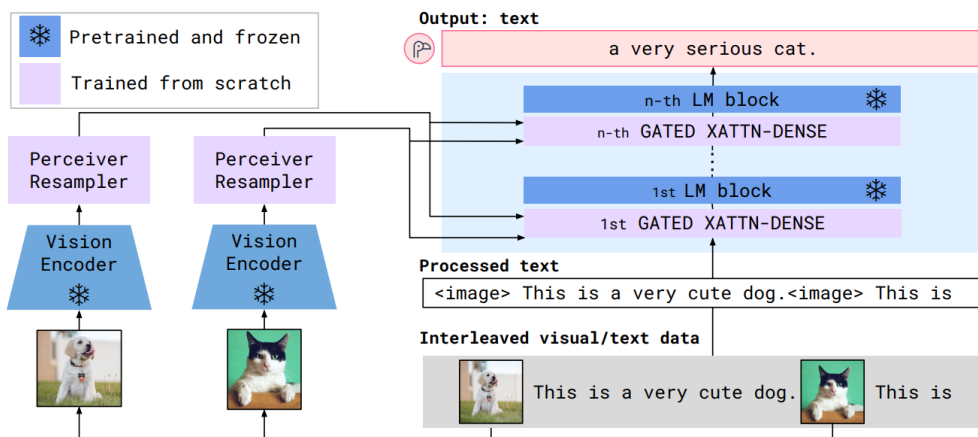 Output: text
Pretrained and frozen
a very serious cat.
Trained from scratch
n-th LM block
n-th GATED XATTN-DENSE
Perceiver
Resampler
Perceiver
Resampler
1st LM block
1st GATED XATTN-DENSE
Vision
Encoder
Vision
Encoder
Processed text
<image> This is a very cute dog.<image> This is
Interleaved visual/text data
This is a very cute dog.
This is